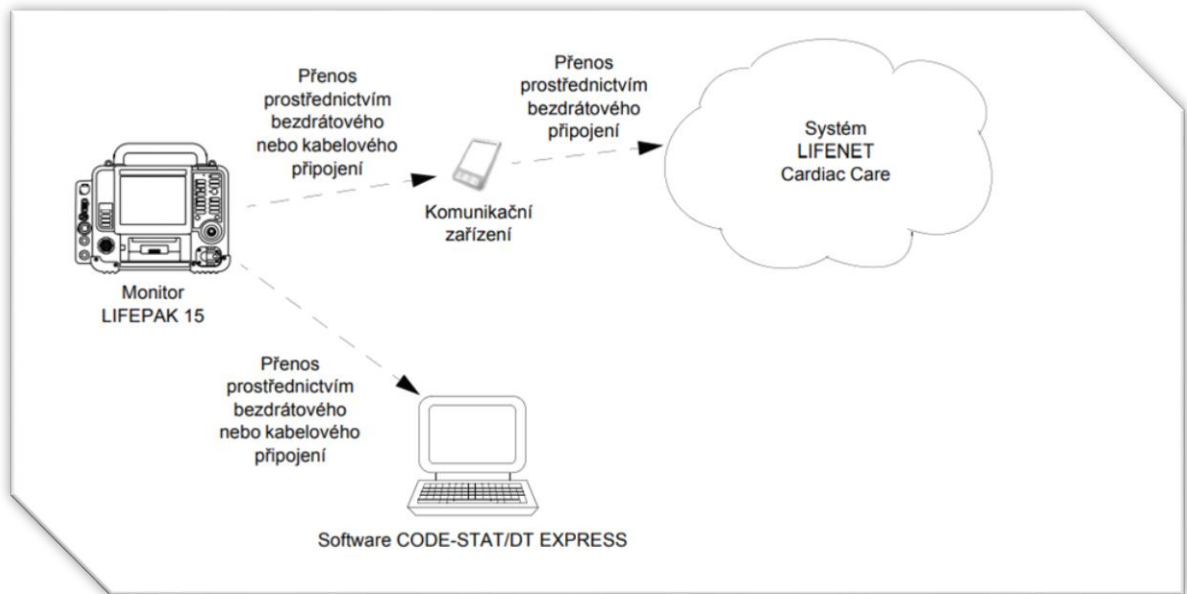 Přenos
prostřednictvím
bezdrátového
nebo kabelového
připojení
Přenos
prostřednictvím
bezdrátového
připojení
Systém
LIFENET
Cardiac Care
Komunikační
zařízení
Monitor
LIFEPAK 15
Přenos
prostřednictvím
bezdrátového
nebo kabelového
připojení
Software CODE-STAT/DT EXPRESS